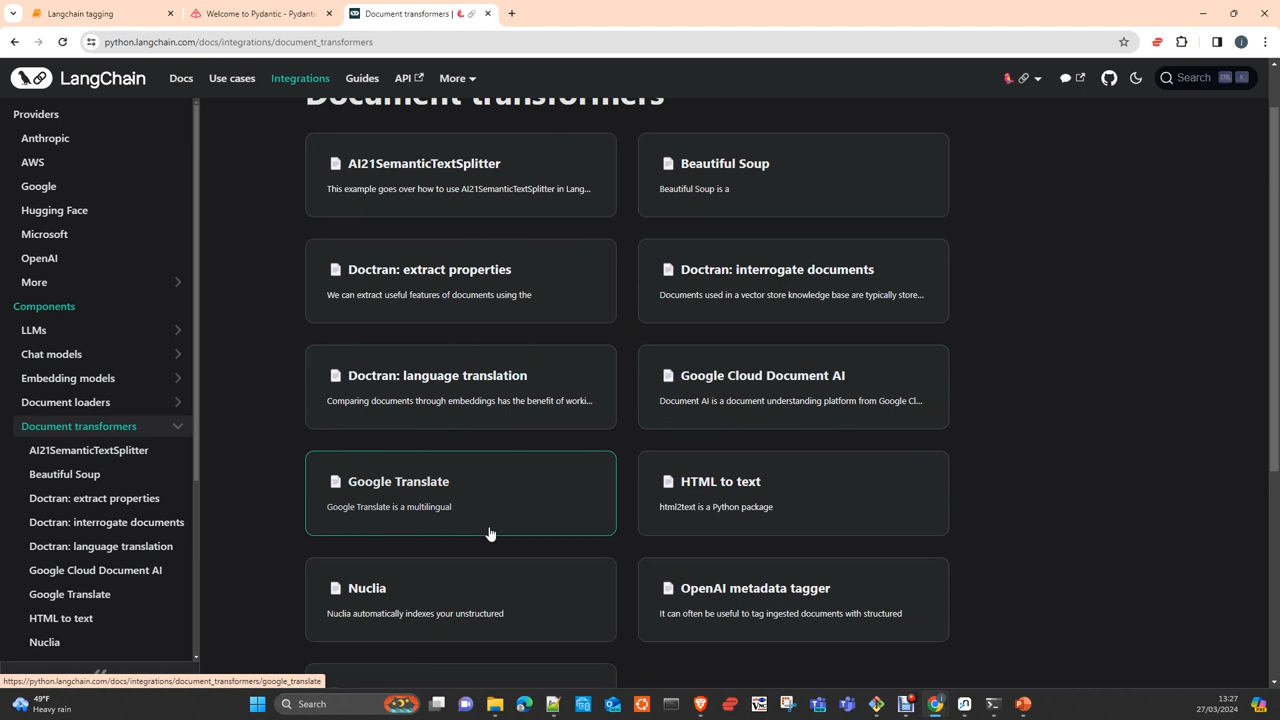 Langchain tagging
Welcome to Pydantic - Pydantic
Document transformers |
python.langchain.com/docs/integrations/document_transformers
LangChain
Docs
Use cases
Integrations
Guides
API
More
Search
CTRL
K
Providers
Anthropic
AWS
Google
Hugging Face
Microsoft
OpenAI
More
Components
LLMs
Chat models
Embedding models
Document loaders
Document transformers
AI21SemanticTextSplitter
Beautiful Soup
Doctran: extract properties
Doctran: interrogate documents
Doctran: language translation
Google Cloud Document AI
Google Translate
HTML to text
Nuclia
Document transformers
AI21SemanticTextSplitter
This example goes over how to use AI21SemanticTextSplitter in Lang...
Beautiful Soup
Beautiful Soup is a
Doctran: extract properties
We can extract useful features of documents using the
Doctran: interrogate documents
Documents used in a vector store knowledge base are typically store...
Doctran: language translation
Comparing documents through embeddings has the benefit of worki...
Google Cloud Document AI
Document AI is a document understanding platform from Google Cl...
Google Translate
Google Translate is a multilingual
HTML to text
html2text is a Python package
Nuclia
Nuclia automatically indexes your unstructured
OpenAI metadata tagger
It can often be useful to tag ingested documents with structured
https://python.langchain.com/docs/integrations/document_transformers/google_translate
49°F
Heavy rain
Search
13:27
27/03/2024